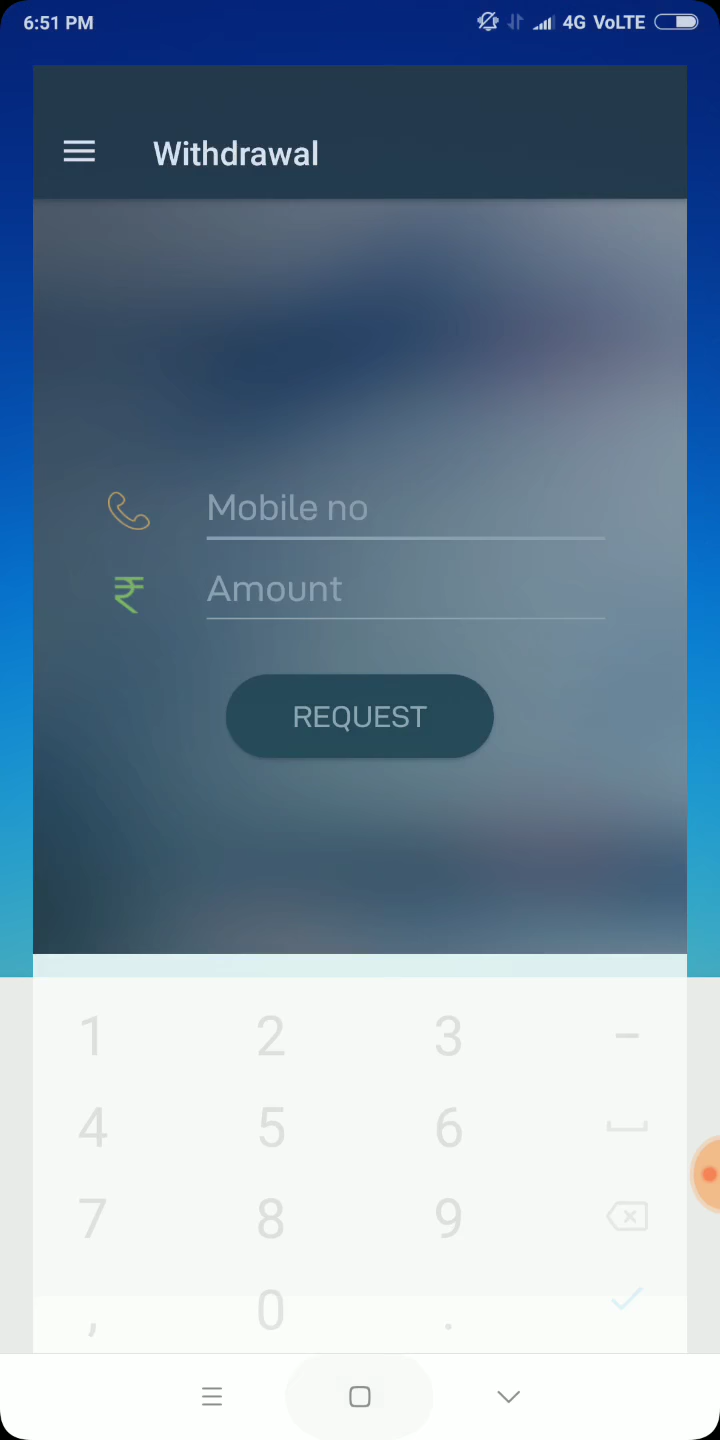 6:51 PM 4G VoLTE
Withdrawal
Mobile no
₹ Amount
REQUEST
1 2 3 -
4 5 6
7 8 9
, 0 .